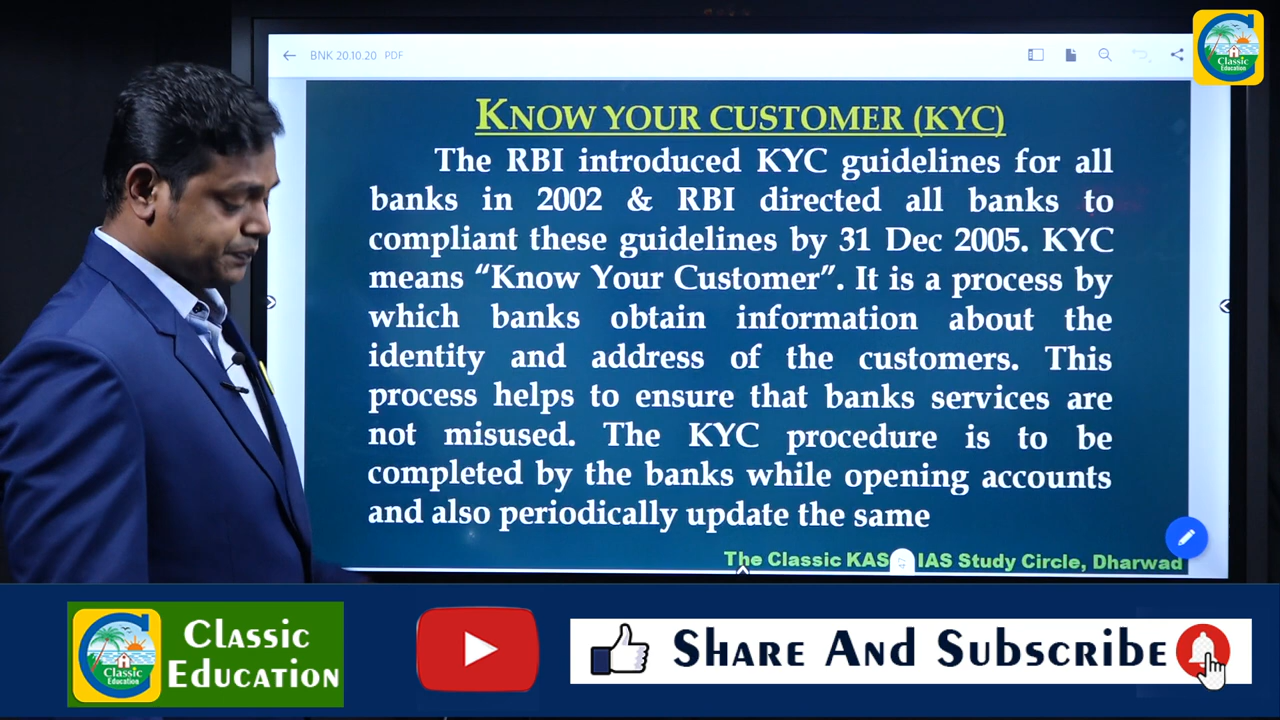 BNK 20.10.20 PDF
Classic
Education
KNOW YOUR CUSTOMER (KYC)
The RBI introduced KYC guidelines for all
banks in 2002 & RBI directed all banks to
compliant these guidelines by 31 Dec 2005. KYC
means “Know Your Customer”. It is a process by
which banks obtain information about the
identity and address of the customers. This
process helps to ensure that banks services are
not misused. The KYC procedure is to be
completed by the banks while opening accounts
and also periodically update the same
The Classic KAS IAS Study Circle, Dharwad
Classic
Education
CLASSIC
EDUCATION
SHARE AND SUBSCRIBE